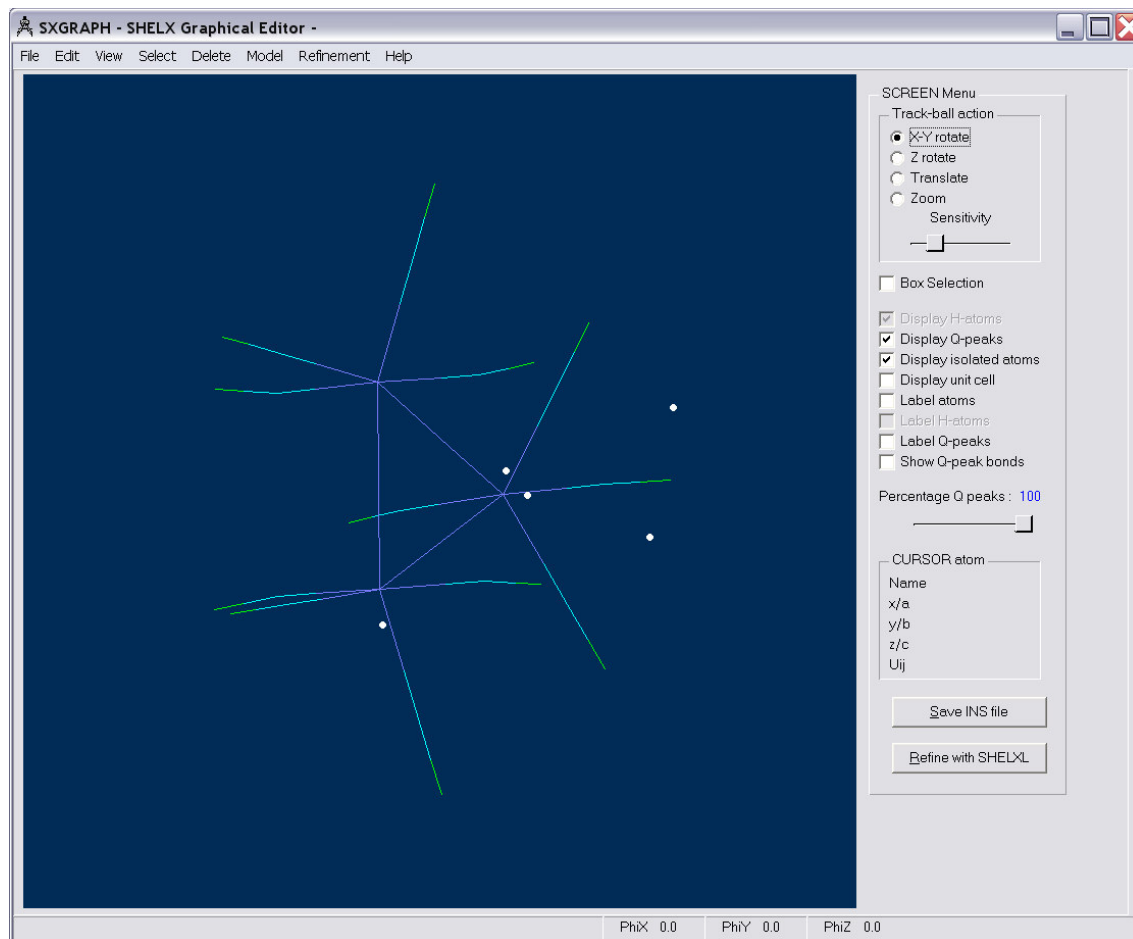 SXGRAPH - SHELX Graphical Editor -
File Edit View Select Delete Model Refinement Help
SCREEN Menu
Track-ball action
X-Y rotate
Z rotate
Translate
Zoom
Sensitivity
Box Selection
Display H-atoms
Display Q-peaks
Display isolated atoms
Display unit cell
Label atoms
Label H-atoms
Label Q-peaks
Show Q-peak bonds
Percentage Q peaks : 100
CURSOR atom
Name
x/a
y/b
z/c
Uij
Save INS file
Refine with SHELXL
PhiX 0.0 PhiY 0.0 PhiZ 0.0